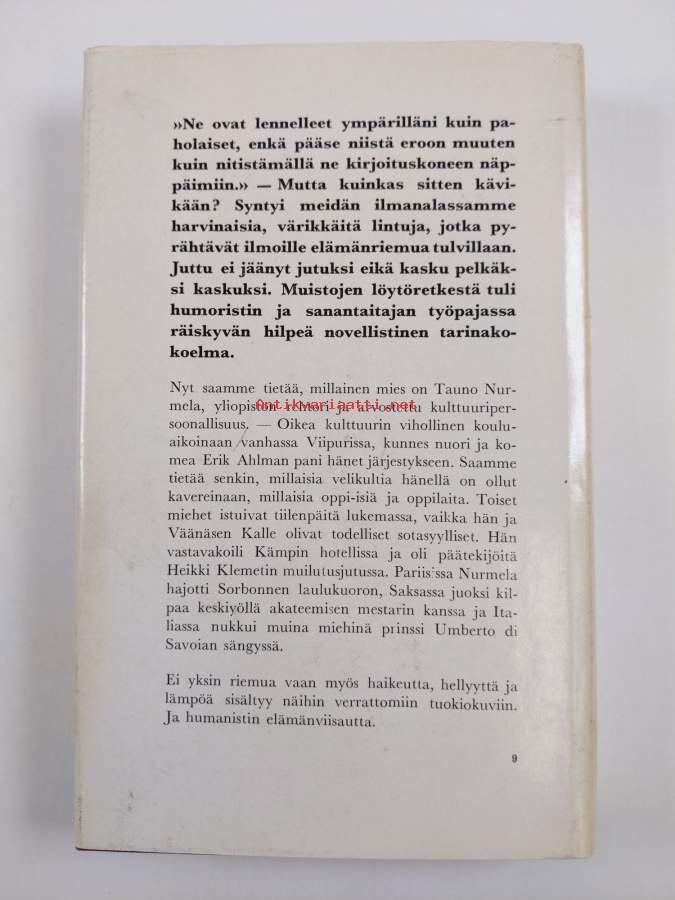 »Ne ovat lennelleet ympärilläni kuin pa-
holaiset, enkä pääse niistä eroon muuten
kuin nitistämällä ne kirjoituskoneen näp-
päimiin.» — Mutta kuinkas sitten kävi-
kään? Syntyi meidän ilmanalassamme
harvinaisia, värikkäitä lintuja, jotka py-
rähtävät ilmoille elämänriemua tulvillaan.
Juttu ei jäänyt jutuksi eikä kasku pelkäk-
si kaskuksi. Muistojen löytöretkestä tuli
humoristin ja sanantaitajan työpajassa
räiskyvän hilpeä novellistinen tarinako-
koelma.
Nyt saamme tietää, millainen mies on Tauno Nur-
mela, yliopiston rehtori ja arvostettu kulttuuriper-
Antikvariaatti.net
soonallisuus. — Oikea kulttuurin vihollinen koulu-
aikoinaan vanhassa Viipurissa, kunnes nuori ja ko-
mea Erik Ahlman pani hänet järjestykseen. Saamme
tietää senkin, millaisia velikultia hänellä on ollut
kavereinaan, millaisia oppi-isiä ja oppilaita. Toiset
miehet istuivat tiilenpäitä lukemassa, vaikka hän ja
Väänäsen Kalle olivat todelliset sotasyylliset. Hän
vastavakoili Kämpin hotellissa ja oli päätekijöitä
Heikki Klemetin muilutusjutussa. Pariisissa Nurmela
hajotti Sorbonnen laulukuoron, Saksassa juoksi kil-
paa keskiyöllä akateemisen mestarin kanssa ja Ita-
liassa nukkui muina miehinä prinssi Umberto di
Savoian sängyssä.
Ei yksin riemua vaan myös haikeutta, hellyyttä ja
lämpöä sisältyy näihin verrattomiin tuokiokuviin.
Ja humanistin elämänviisautta.
9